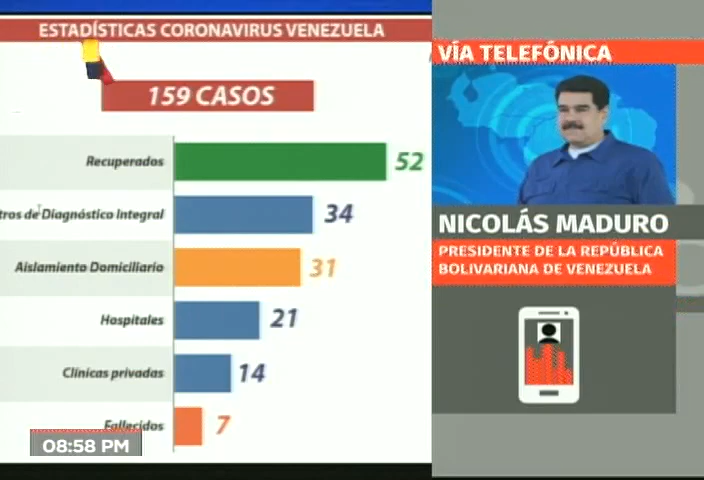 ESTADÍSTICAS CORONAVIRUS VENEZUELA
159 CASOS
Recuperados 52
tros de Diagnóstico Integral 34
Aislamiento Domiciliario 31
Hospitales 21
Clínicas privadas 14
Fallecidos 7
08:58 PM
VÍA TELEFÓNICA
NICOLÁS MADURO
PRESIDENTE DE LA REPÚBLICA
BOLIVARIANA DE VENEZUELA